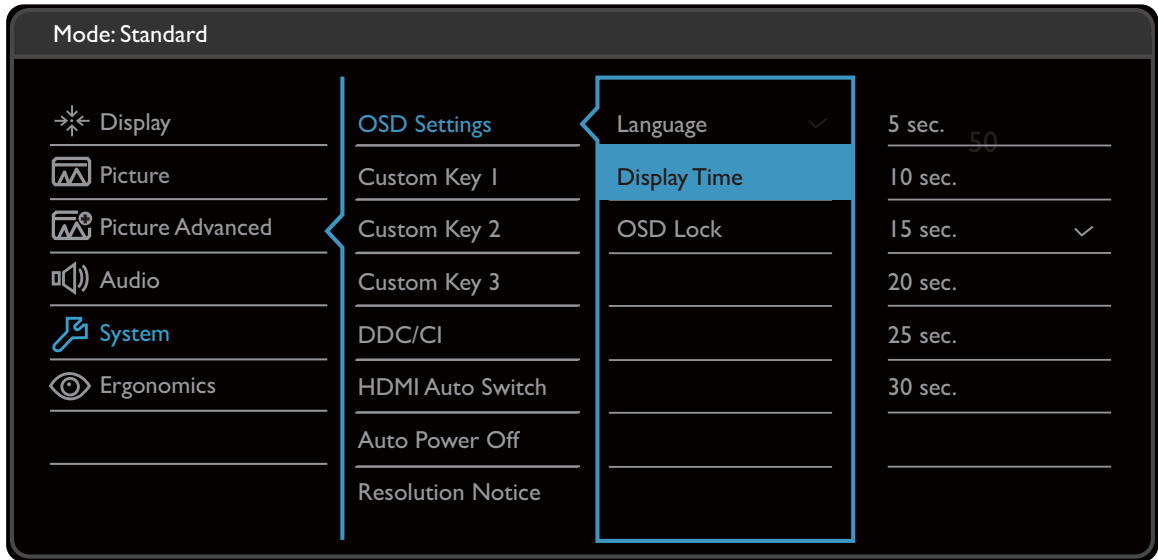 Mode: Standard
Display
Picture
Picture Advanced
Audio
System
Ergonomics
OSD Settings
Custom Key 1
Custom Key 2
Custom Key 3
DDC/CI
HDMI Auto Switch
Auto Power Off
Resolution Notice
Language
Display Time
OSD Lock
5 sec.
50
10 sec.
15 sec.
20 sec.
25 sec.
30 sec.